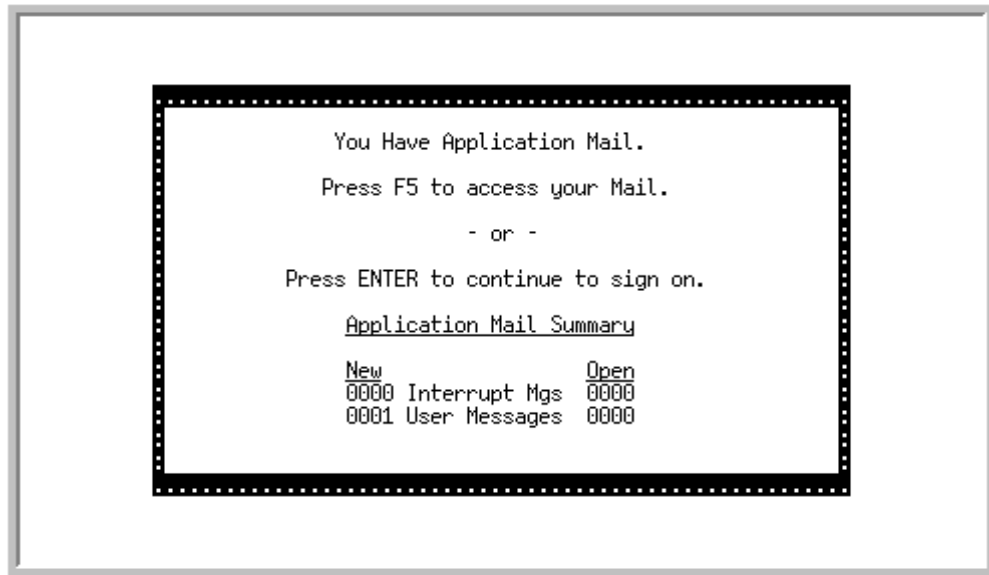 You Have Application Mail.
Press F5 to access your Mail.
- or -
Press ENTER to continue to sign on.
Application Mail Summary
New Open
0000 Interrupt Mgs 0000
0001 User Messages 0000